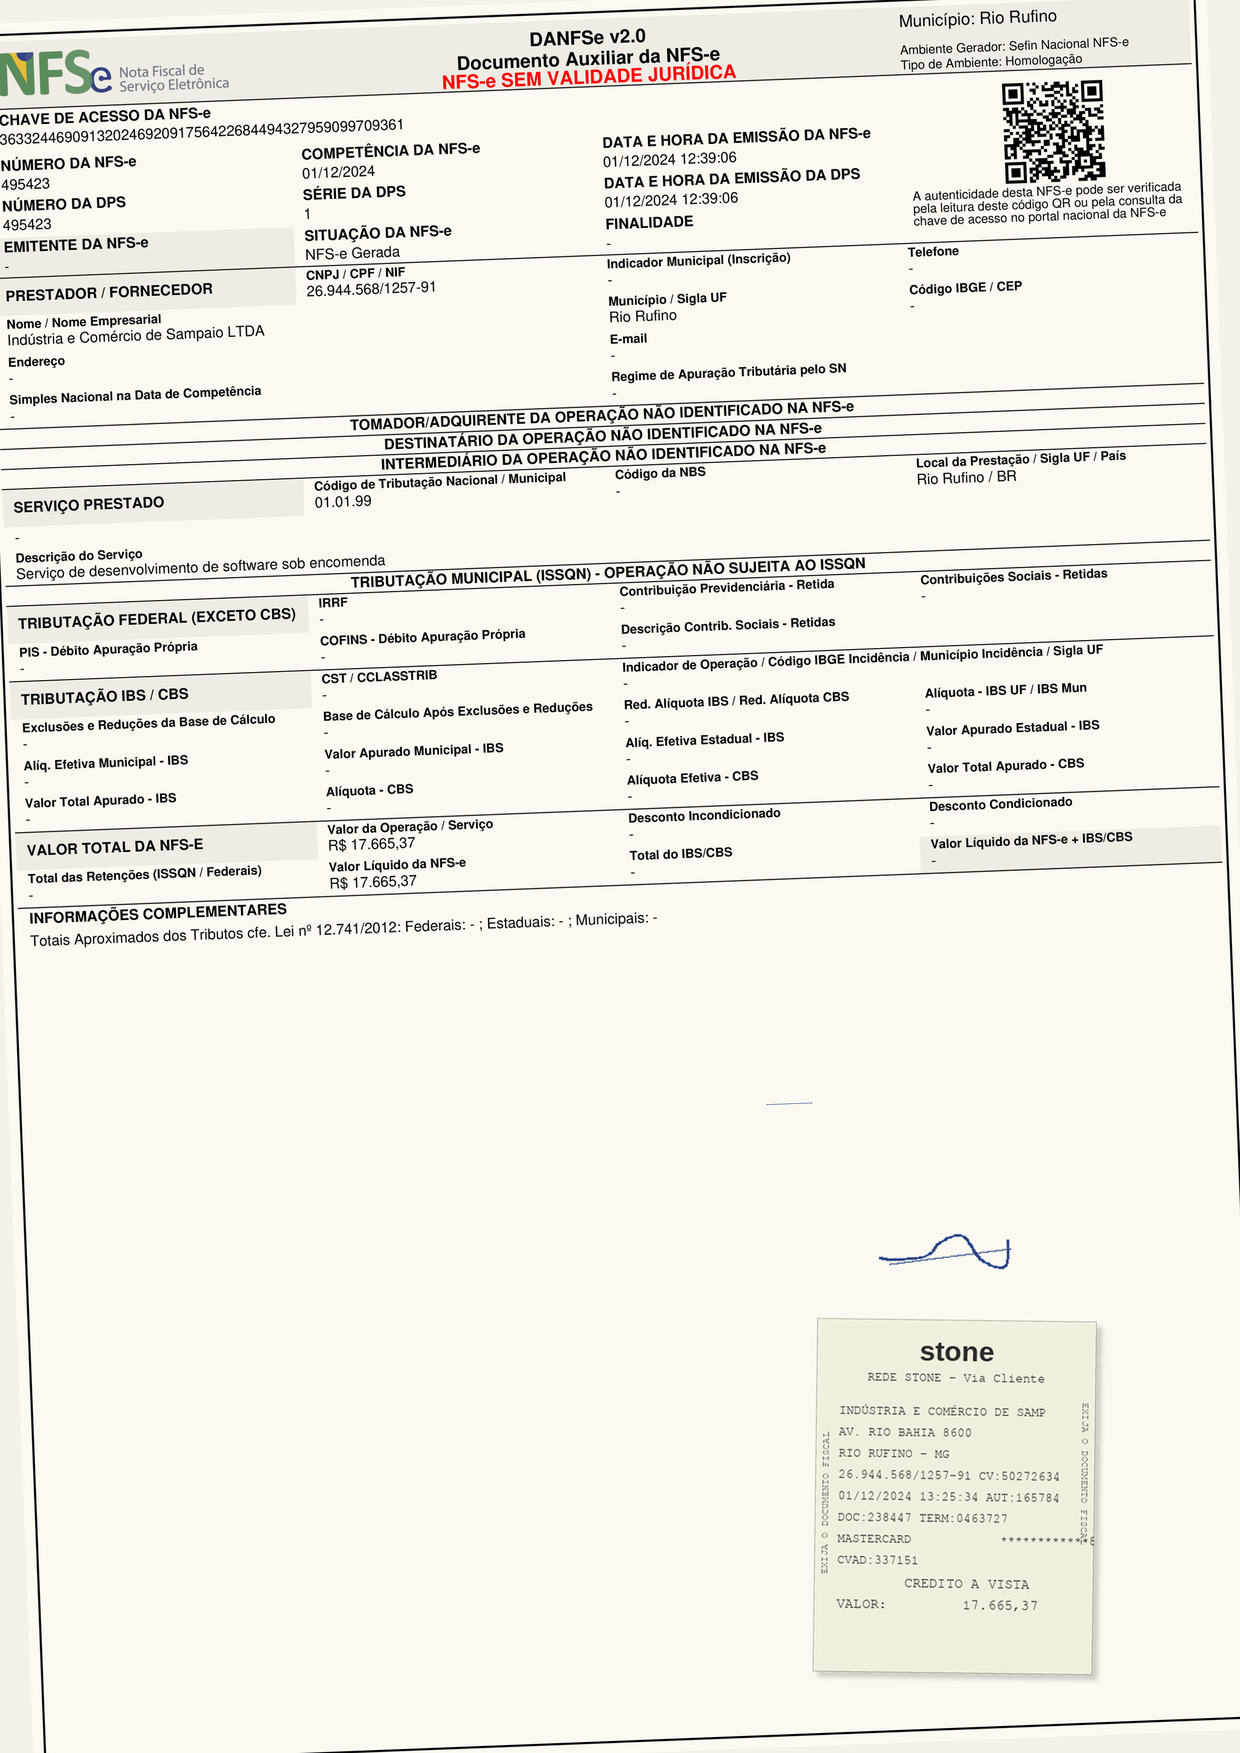 NFSe Nota Fiscal de
Serviço Eletrônica
DANFSe v2.0
Documento Auxiliar da NFS-e
NFS-e SEM VALIDADE JURÍDICA
Município: Rio Rufino
Ambiente Gerador: Sefin Nacional NFS-e
Tipo de Ambiente: Homologação
CHAVE DE ACESSO DA NFS-e
36332446909132024692091756422684494327959099709361
NÚMERO DA NFS-e
495423
COMPETÊNCIA DA NFS-e
01/12/2024
DATA E HORA DA EMISSÃO DA NFS-e
01/12/2024 12:39:06
NÚMERO DA DPS
495423
SÉRIE DA DPS
1
DATA E HORA DA EMISSÃO DA DPS
01/12/2024 12:39:06
A autenticidade desta NFS-e pode ser verificada
pela leitura deste código QR ou pela consulta da
chave de acesso no portal nacional da NFS-e
EMITENTE DA NFS-e
-
SITUAÇÃO DA NFS-e
NFS-e Gerada
FINALIDADE
-
PRESTADOR / FORNECEDOR
CNPJ / CPF / NIF
26.944.568/1257-91
Indicador Municipal (Inscrição)
-
Telefone
-
Nome / Nome Empresarial
Indústria e Comércio de Sampaio LTDA
Município / Sigla UF
Rio Rufino
Código IBGE / CEP
-
Endereço
-
E-mail
-
Simples Nacional na Data de Competência
-
Regime de Apuração Tributária pelo SN
-
TOMADOR/ADQUIRENTE DA OPERAÇÃO NÃO IDENTIFICADO NA NFS-e
DESTINATÁRIO DA OPERAÇÃO NÃO IDENTIFICADO NA NFS-e
INTERMEDIÁRIO DA OPERAÇÃO NÃO IDENTIFICADO NA NFS-e
SERVIÇO PRESTADO
-
Código de Tributação Nacional / Municipal
01.01.99
Código da NBS
-
Local da Prestação / Sigla UF / País
Rio Rufino / BR
Descrição do Serviço
Serviço de desenvolvimento de software sob encomenda
TRIBUTAÇÃO MUNICIPAL (ISSQN) - OPERAÇÃO NÃO SUJEITA AO ISSQN
TRIBUTAÇÃO FEDERAL (EXCETO CBS)
IRRF
-
Contribuição Previdenciária - Retida
-
Contribuições Sociais - Retidas
-
PIS - Débito Apuração Própria
-
COFINS - Débito Apuração Própria
-
Descrição Contrib. Sociais - Retidas
-
TRIBUTAÇÃO IBS / CBS
CST / CCLASSTRIB
-
Indicador de Operação / Código IBGE Incidência / Município Incidência / Sigla UF
-
Exclusões e Reduções da Base de Cálculo
-
Base de Cálculo Após Exclusões e Reduções
-
Red. Alíquota IBS / Red. Alíquota CBS
-
Alíquota - IBS UF / IBS Mun
-
Alíq. Efetiva Municipal - IBS
-
Valor Apurado Municipal - IBS
-
Alíq. Efetiva Estadual - IBS
-
Valor Apurado Estadual - IBS
-
Valor Total Apurado - IBS
-
Alíquota - CBS
-
Alíquota Efetiva - CBS
-
Valor Total Apurado - CBS
-
VALOR TOTAL DA NFS-E
Valor da Operação / Serviço
R$ 17.665,37
Desconto Incondicionado
-
Desconto Condicionado
-
Total das Retenções (ISSQN / Federais)
-
Valor Líquido da NFS-e
R$ 17.665,37
Total do IBS/CBS
-
Valor Líquido da NFS-e + IBS/CBS
-
INFORMAÇÕES COMPLEMENTARES
Totais Aproximados dos Tributos cfe. Lei nº 12.741/2012: Federais: - ; Estaduais: - ; Municipais: -
stone
REDE STONE - Via Cliente
INDÚSTRIA E COMÉRCIO DE SAMP
AV. RIO BAHIA 8600
RIO RUFINO - MG
26.944.568/1257-91 CV:50272634
01/12/2024 13:25:34 AUT:165784
DOC:238447 TERM:0463727
MASTERCARD ************
CVAD:337151
CREDITO A VISTA
VALOR: 17.665,37
EXIJA O DOCUMENTO FISCAL
EXIJA O DOCUMENTO FISCAL